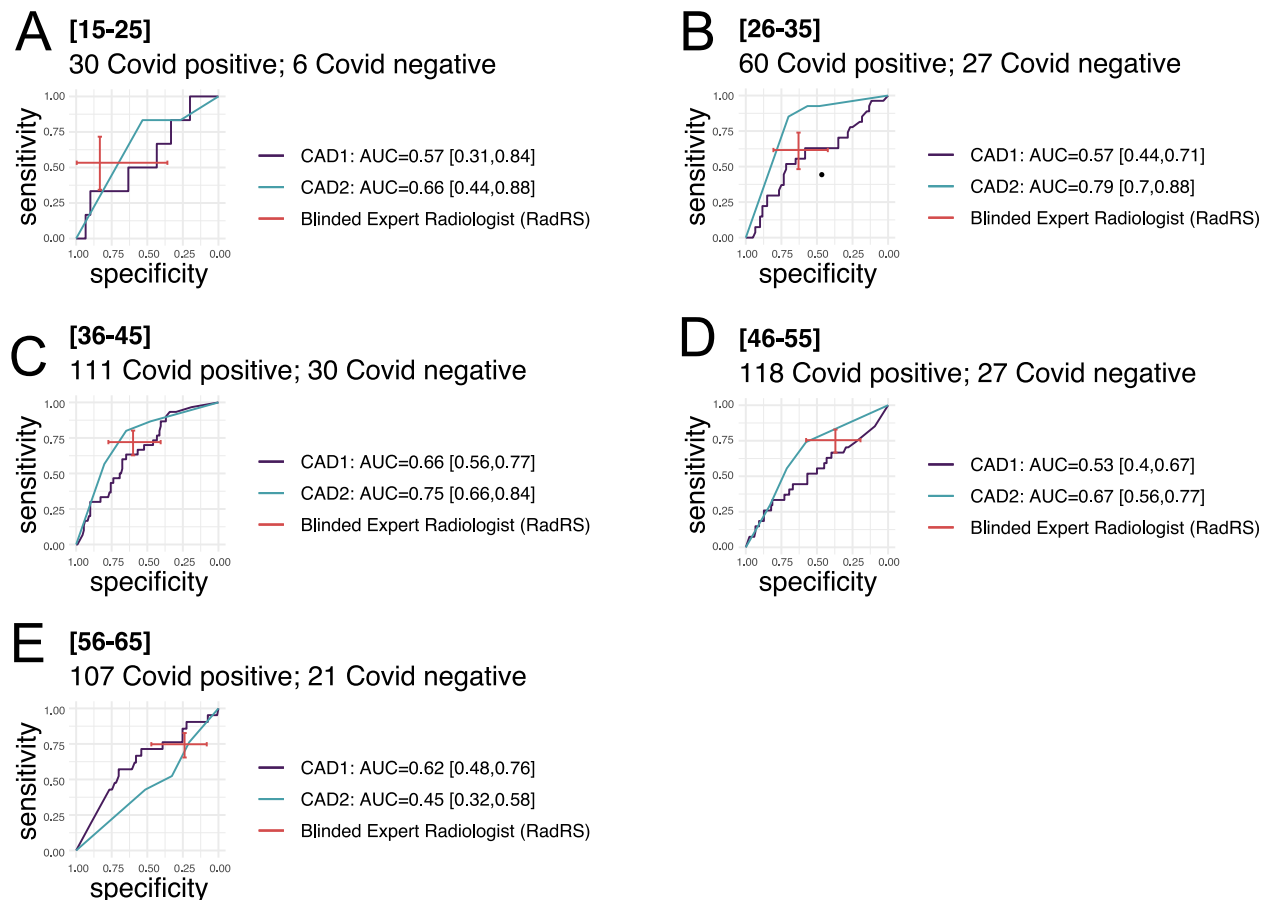 A [15-25]
30 Covid positive; 6 Covid negative
1.00
0.75
0.50
0.25
0.00
sensitivity
1.00 0.75 0.50 0.25 0.00
specificity
CAD1: AUC=0.57 [0.31,0.84]
CAD2: AUC=0.66 [0.44,0.88]
Blinded Expert Radiologist (RadRS)
B [26-35]
60 Covid positive; 27 Covid negative
1.00
0.75
0.50
0.25
0.00
sensitivity
1.00 0.75 0.50 0.25 0.00
specificity
CAD1: AUC=0.57 [0.44,0.71]
CAD2: AUC=0.79 [0.7,0.88]
Blinded Expert Radiologist (RadRS)
C [36-45]
111 Covid positive; 30 Covid negative
1.00
0.75
0.50
0.25
0.00
sensitivity
1.00 0.75 0.50 0.25 0.00
specificity
CAD1: AUC=0.66 [0.56,0.77]
CAD2: AUC=0.75 [0.66,0.84]
Blinded Expert Radiologist (RadRS)
D [46-55]
118 Covid positive; 27 Covid negative
1.00
0.75
0.50
0.25
0.00
sensitivity
1.00 0.75 0.50 0.25 0.00
specificity
CAD1: AUC=0.53 [0.4,0.67]
CAD2: AUC=0.67 [0.56,0.77]
Blinded Expert Radiologist (RadRS)
E [56-65]
107 Covid positive; 21 Covid negative
1.00
0.75
0.50
0.25
0.00
sensitivity
1.00 0.75 0.50 0.25 0.00
specificity
CAD1: AUC=0.62 [0.48,0.76]
CAD2: AUC=0.45 [0.32,0.58]
Blinded Expert Radiologist (RadRS)